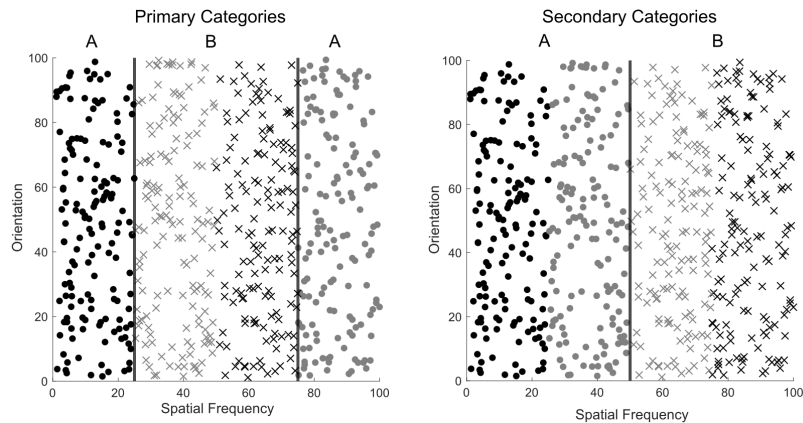 Primary Categories
A B A
100
80
60
40
20
0
Orientation
0 20 40 60 80 100
Spatial Frequency
Secondary Categories
A B
100
80
60
40
20
0
Orientation
0 20 40 60 80 100
Spatial Frequency